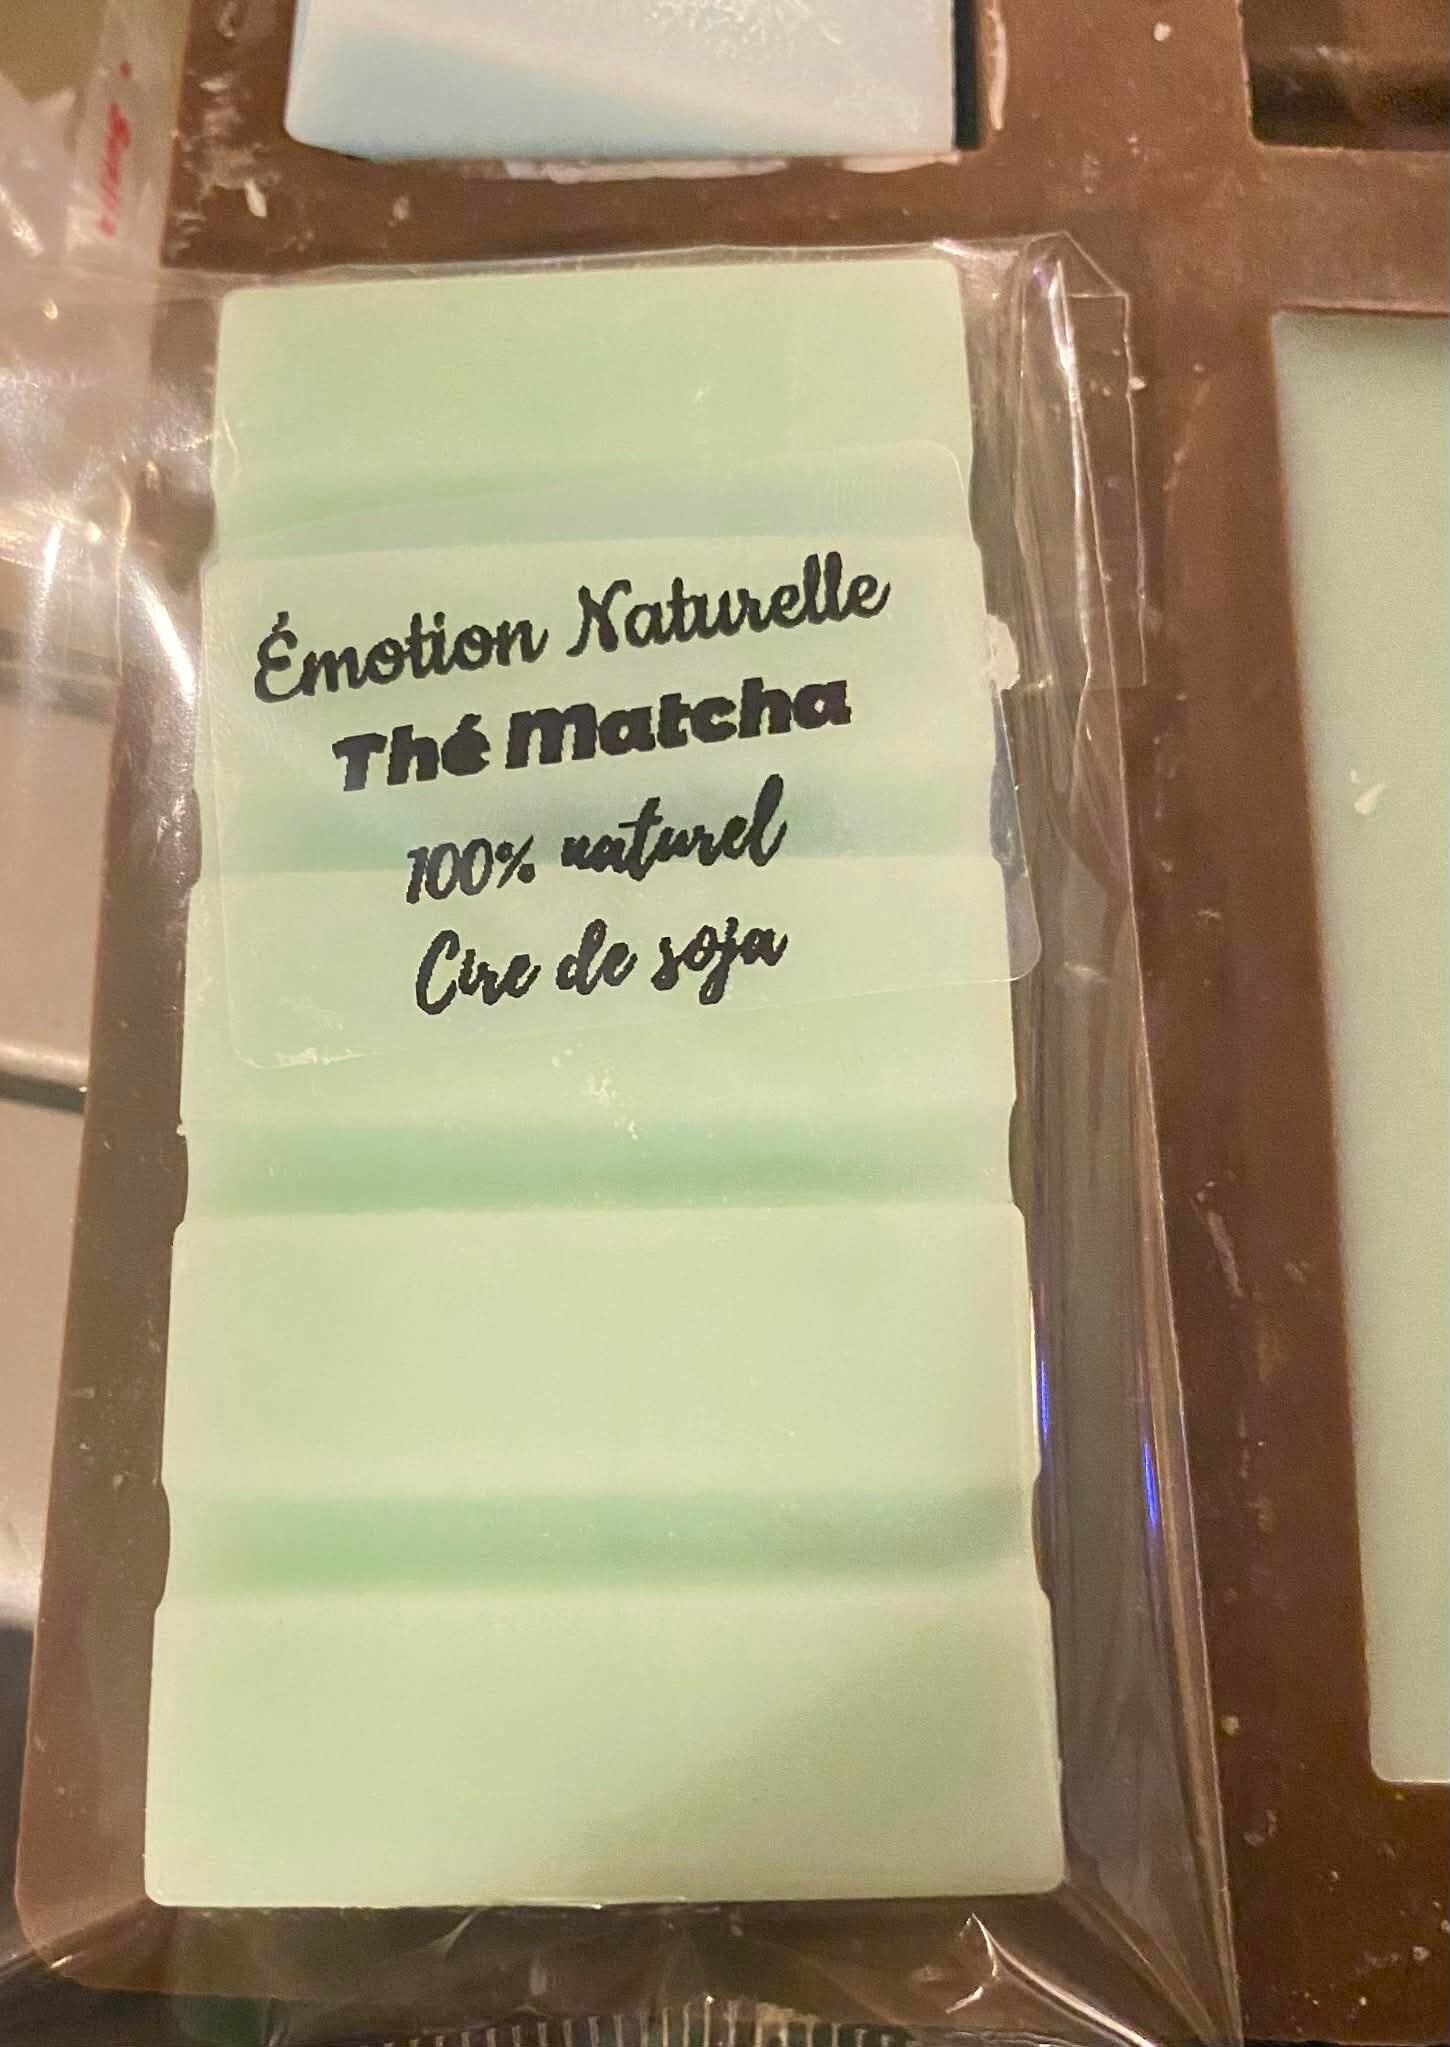 Émotion Naturelle
Thé Matcha
100% naturel
Cire de soja